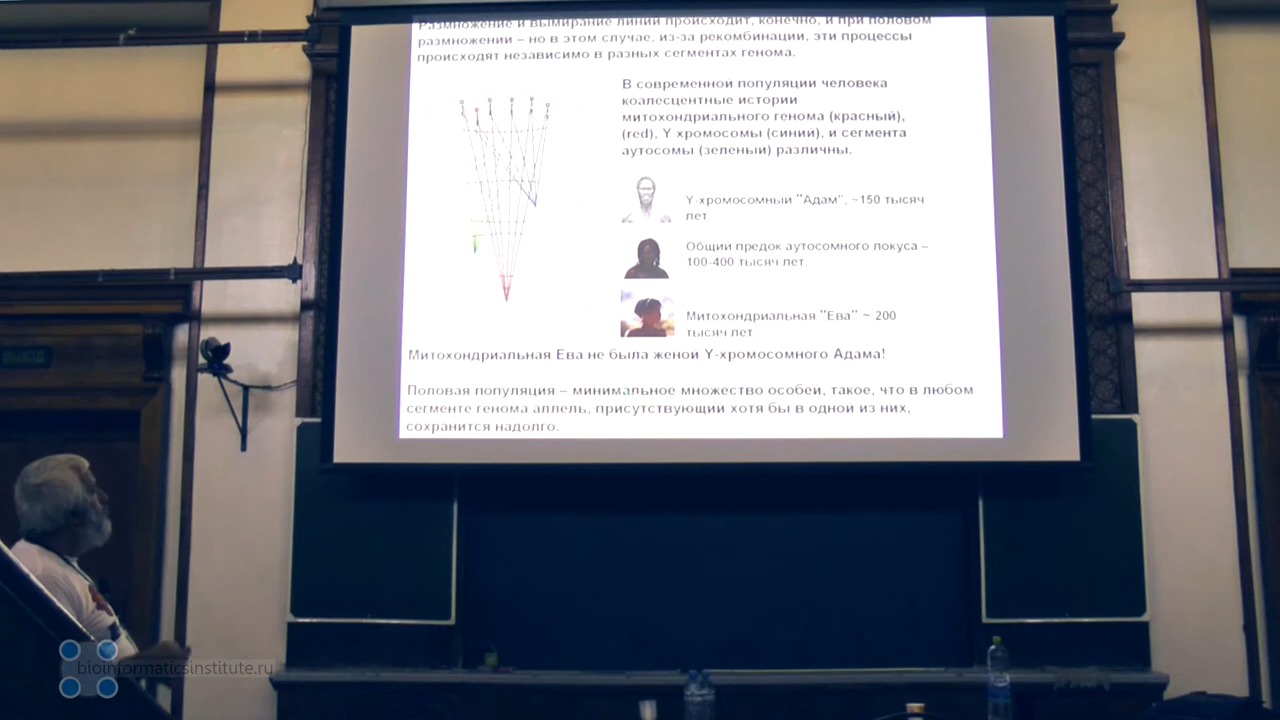 Размножение и вымирание линий происходит, конечно, и при половом
размножении – но в этом случае, из-за рекомбинации, эти процессы
происходят независимо в разных сегментах генома.
В современной популяции человека
коалесцентные истории
митохондриального генома (красный),
(red), Y хромосомы (синий), и сегмента
аутосомы (зеленый) различны.
Y-хромосомный "Адам", ~150 тысяч
лет
Общий предок аутосомного локуса –
100-400 тысяч лет.
Митохондриальная "Ева" ~ 200
тысяч лет
Митохондриальная Ева не была женой Y-хромосомного Адама!
Половая популяция – минимальное множество особей, такое, что в любом
сегменте генома аллель, присутствующий хотя бы в одной из них,
сохранится надолго.
ВЫХОД
bioinformaticsinstitute.ru